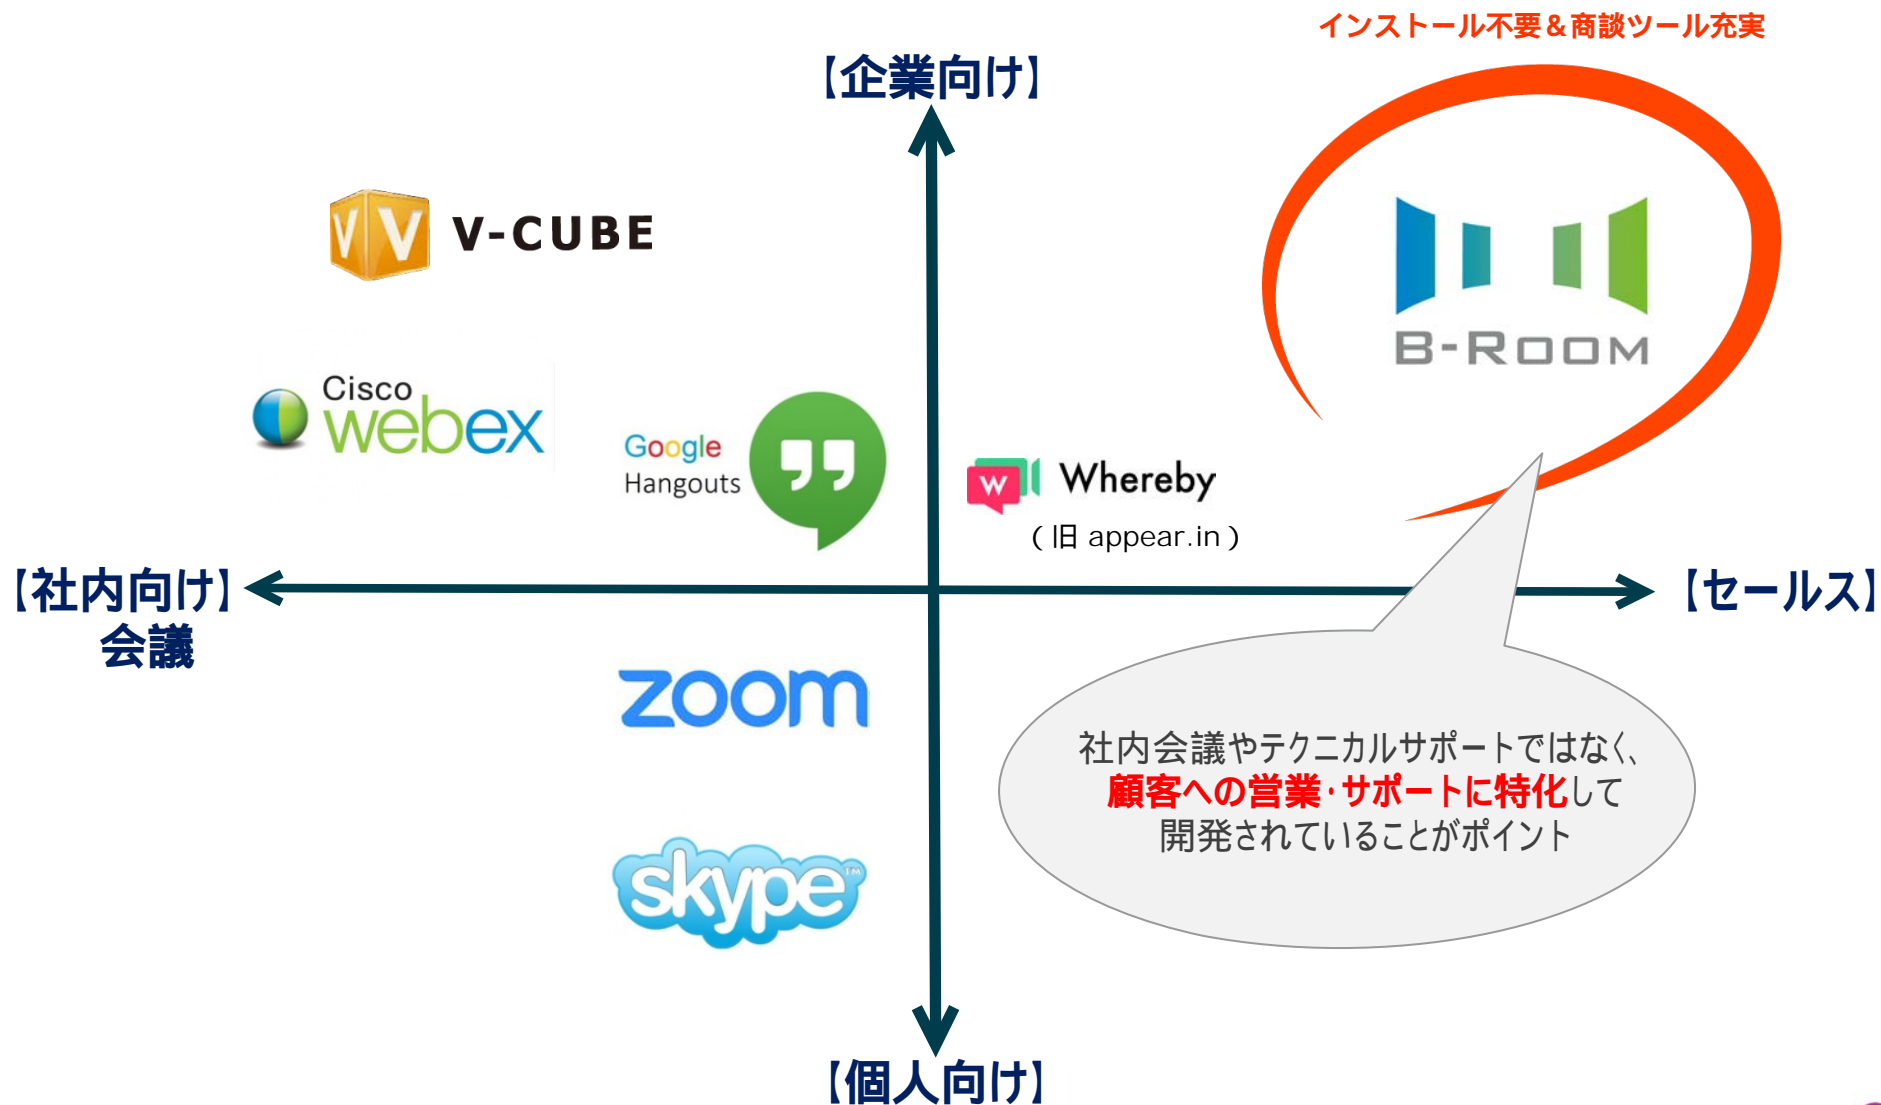 インストール不要＆商談ツール充実
【企業向け】
V V V-CUBE
B-ROOM
Cisco
webex
Google
Hangouts
W Whereby
(旧 appear.in)
【社内向け】
会議
【セールス】
zoom
社内会議やテクニカルサポートではなく、
顧客への営業・サポートに特化して
開発されていることがポイント
skype™
【個人向け】